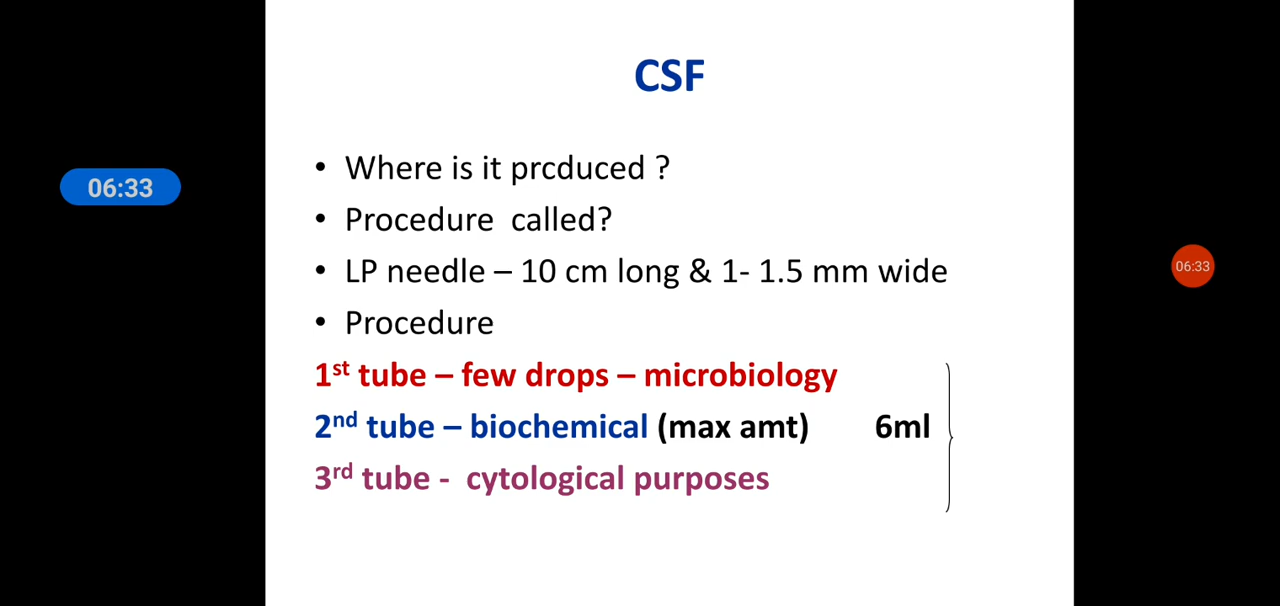 CSF
• Where is it prcduced ?
06:33
• Procedure called?
• LP needle – 10 cm long & 1- 1.5 mm wide
06:33
• Procedure
1st tube – few drops – microbiology
2nd tube – biochemical (max amt) 6ml
3rd tube - cytological purposes